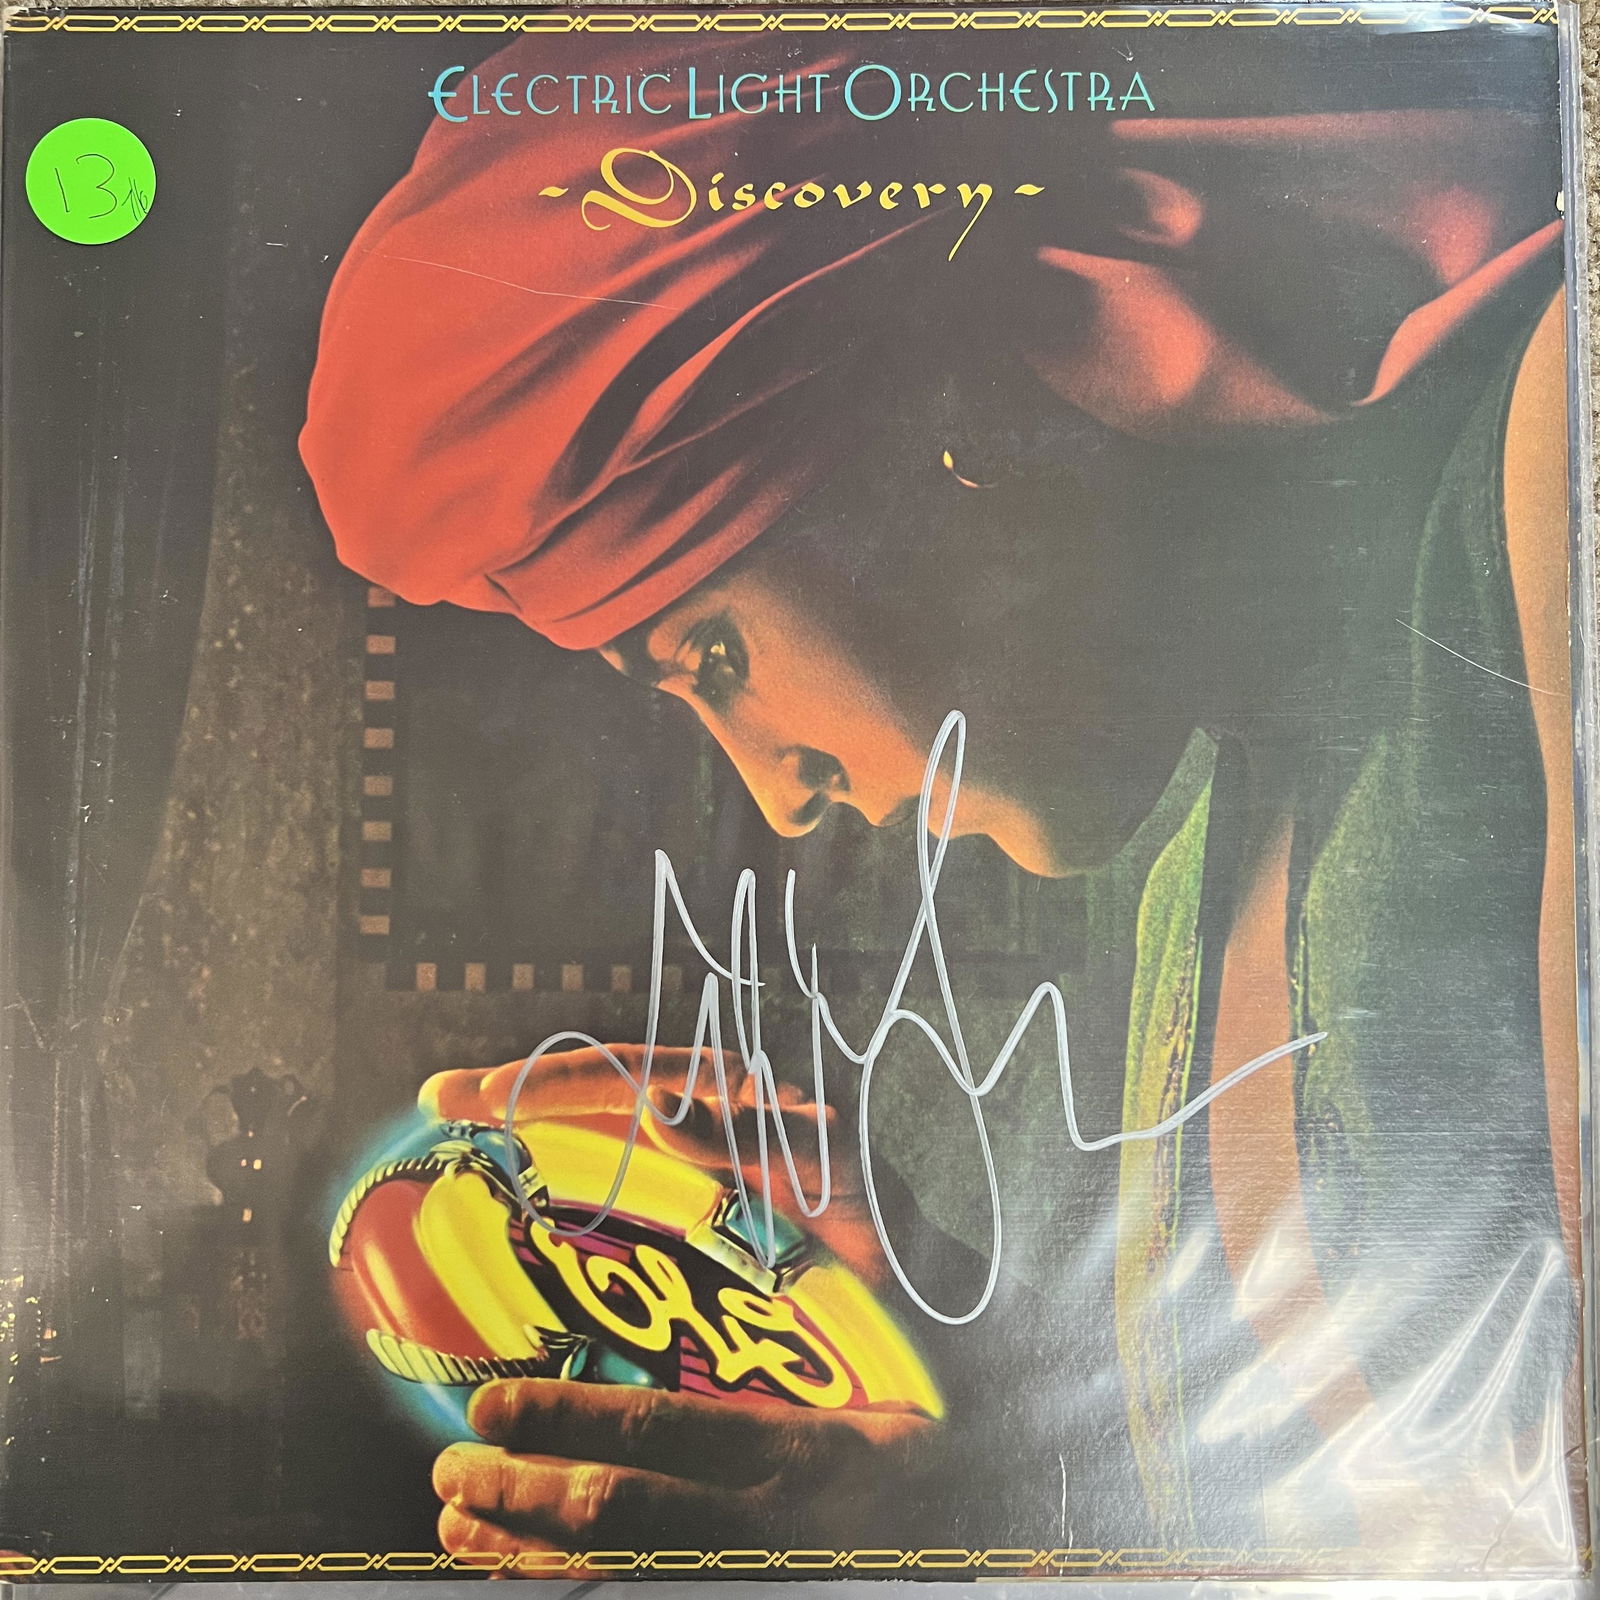 ELECTRIC LIGHT ORCHESTRA
-Discovery-
13
ELO